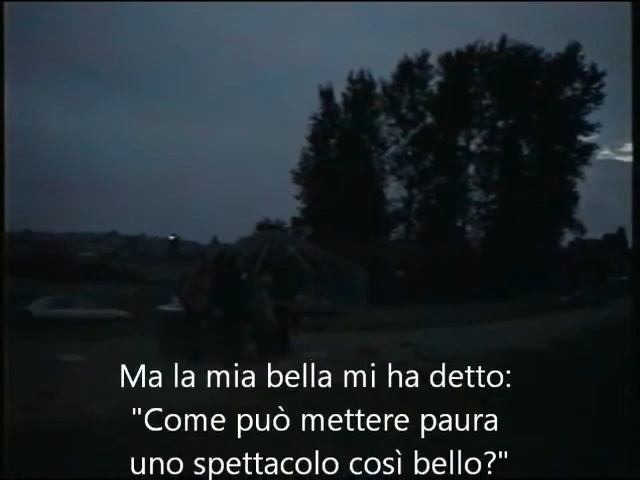 Ma la mia bella mi ha detto:
"Come può mettere paura
uno spettacolo così bello?"